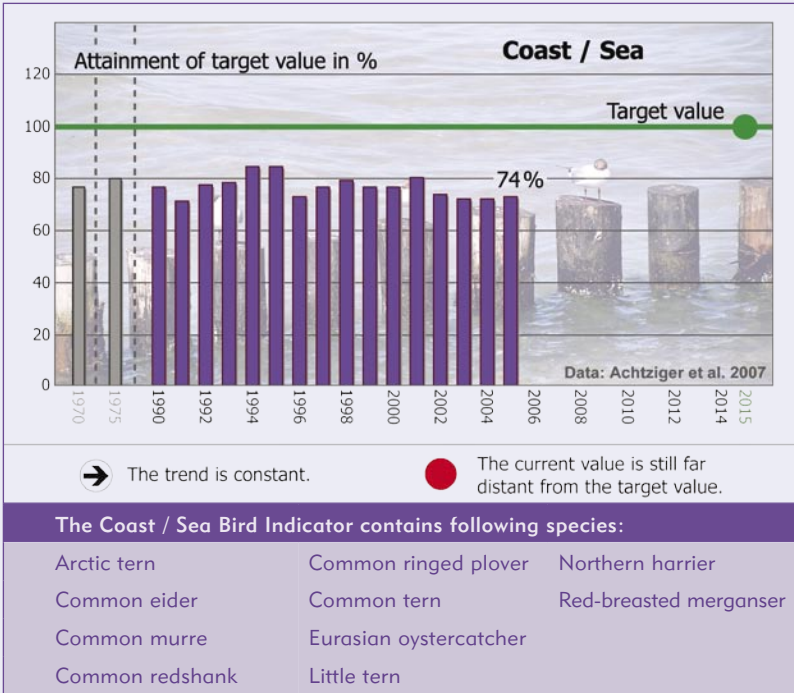 Coast / Sea
Attainment of target value in %
120
Target value
100
80
74%
60
40
20
Data: Achtziger et al. 2007
0
1970
1975
1990
1992
1994
1996
1998
2000
2002
2004
2006
2008
2010
2012
2014
2015
The trend is constant.
The current value is still far
distant from the target value.
The Coast / Sea Bird Indicator contains following species:
Arctic tern
Common eider
Common murre
Common redshank
Common ringed plover
Common tern
Eurasian oystercatcher
Little tern
Northern harrier
Red-breasted merganser